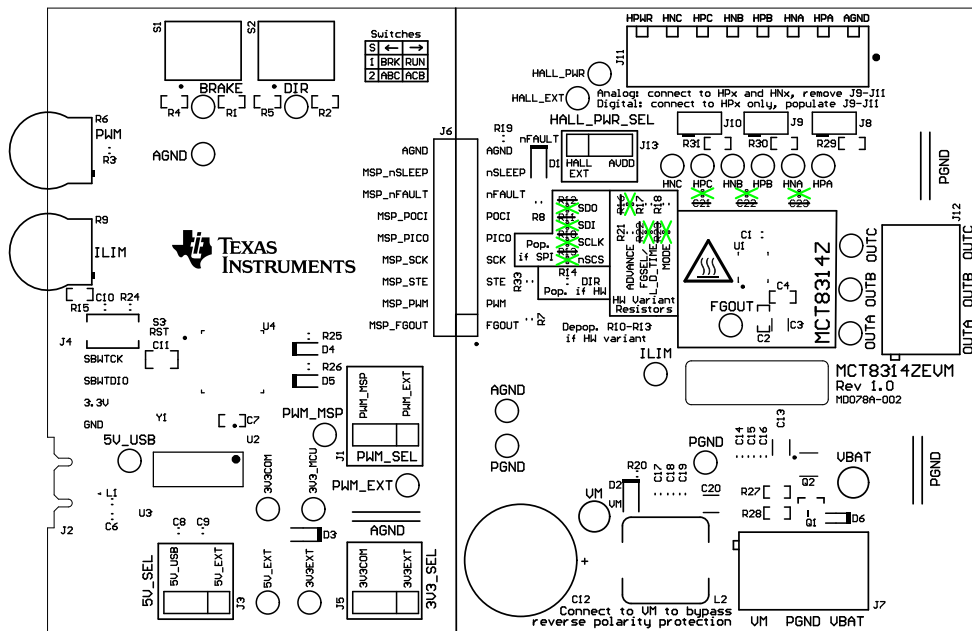 S1
S2
BRAKE
DIR
R4
R1
R5
R2
Switches
S ← →
1 BRK RUN
2 ABC ACB
R6
PWM
R3
AGND
R9
ILIM
R15
C10
R24
TEXAS
INSTRUMENTS
J4
SBWTCK
SBWTDIO
3.3V
GND
S3
RST
C11
U4
R25
D4
R26
D5
Y1
C7
5V_USB
U2
PWM_MSP
J1
PWM_MSP
PWM_EXT
PWM_SEL
PWM_EXT
3V3COM
3V3_MCU
L1
C6
U3
C8
C9
J2
D3
AGND
5V_SEL
5V_USB
5V_EXT
J3
5V_EXT
3V3EXT
J5
3V3COM
3V3EXT
3V3_SEL
J6
AGND
MSP_nSLEEP
MSP_nFAULT
MSP_POCI
MSP_PICO
MSP_SCK
MSP_STE
MSP_PWM
MSP_FGOUT
AGND
nSLEEP
nFAULT
POCI
PICO
SCK
STE
PWM
FGOUT
HPWR HNC HPC HNB HPB HNA HPA AGND
J11
HALL_PWR
HALL_EXT
Analog: connect to HPx and HNx, remove J9-J11
Digital: connect to HPx only, populate J9-J11
HALL_PWR_SEL
R19
nFAULT
D1
HALL
EXT
AVDD
J13
J10
J9
J8
R31
R30
R29
HNC
HPC
HNB
HPB
HNA
HPA
C21
C22
C23
PGND
J12
R8
SDO
SDI
SCLK
nSCS
Pop.
if SPI
R14
DIR
Pop. if HW
R33
R7
R17
R18
R21
ADVANCE
FGSEL/
L_D_TIME
MODE
HW Variant
Resistors
Depop. R10-R13
if HW variant
U1
C1
C4
C3
C2
FGOUT
MCT8314Z
OUTC
OUTB
OUTA
OUTA OUTB OUTC
ILIM
MCT8314ZEVM
Rev 1.0
MD078A-002
AGND
PGND
PGND
C14
C15
C16
C13
Q2
VBAT
PGND
R20
D2
VM
VM
C17
C18
C19
C20
R27
R28
Q1
D6
C12
L2
Connect to VM to bypass
reverse polarity protection
VM PGND VBAT
J7